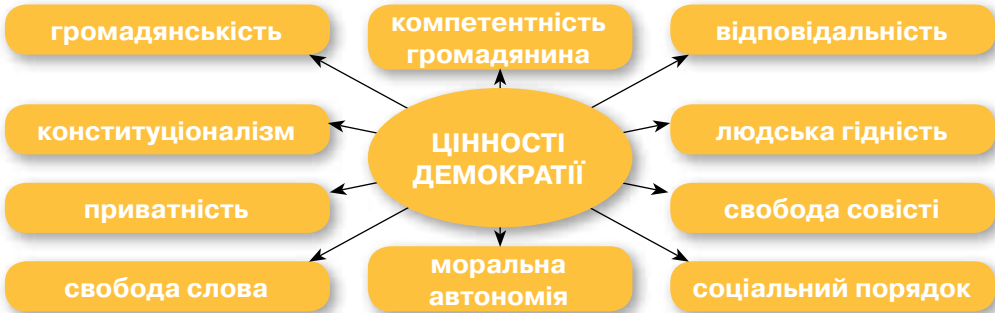 громадянськість
компетентність
громадянина
відповідальність
конституціоналізм
ЦІННОСТІ
ДЕМОКРАТІЇ
людська гідність
приватність
свобода совісті
свобода слова
моральна
автономія
соціальний порядок